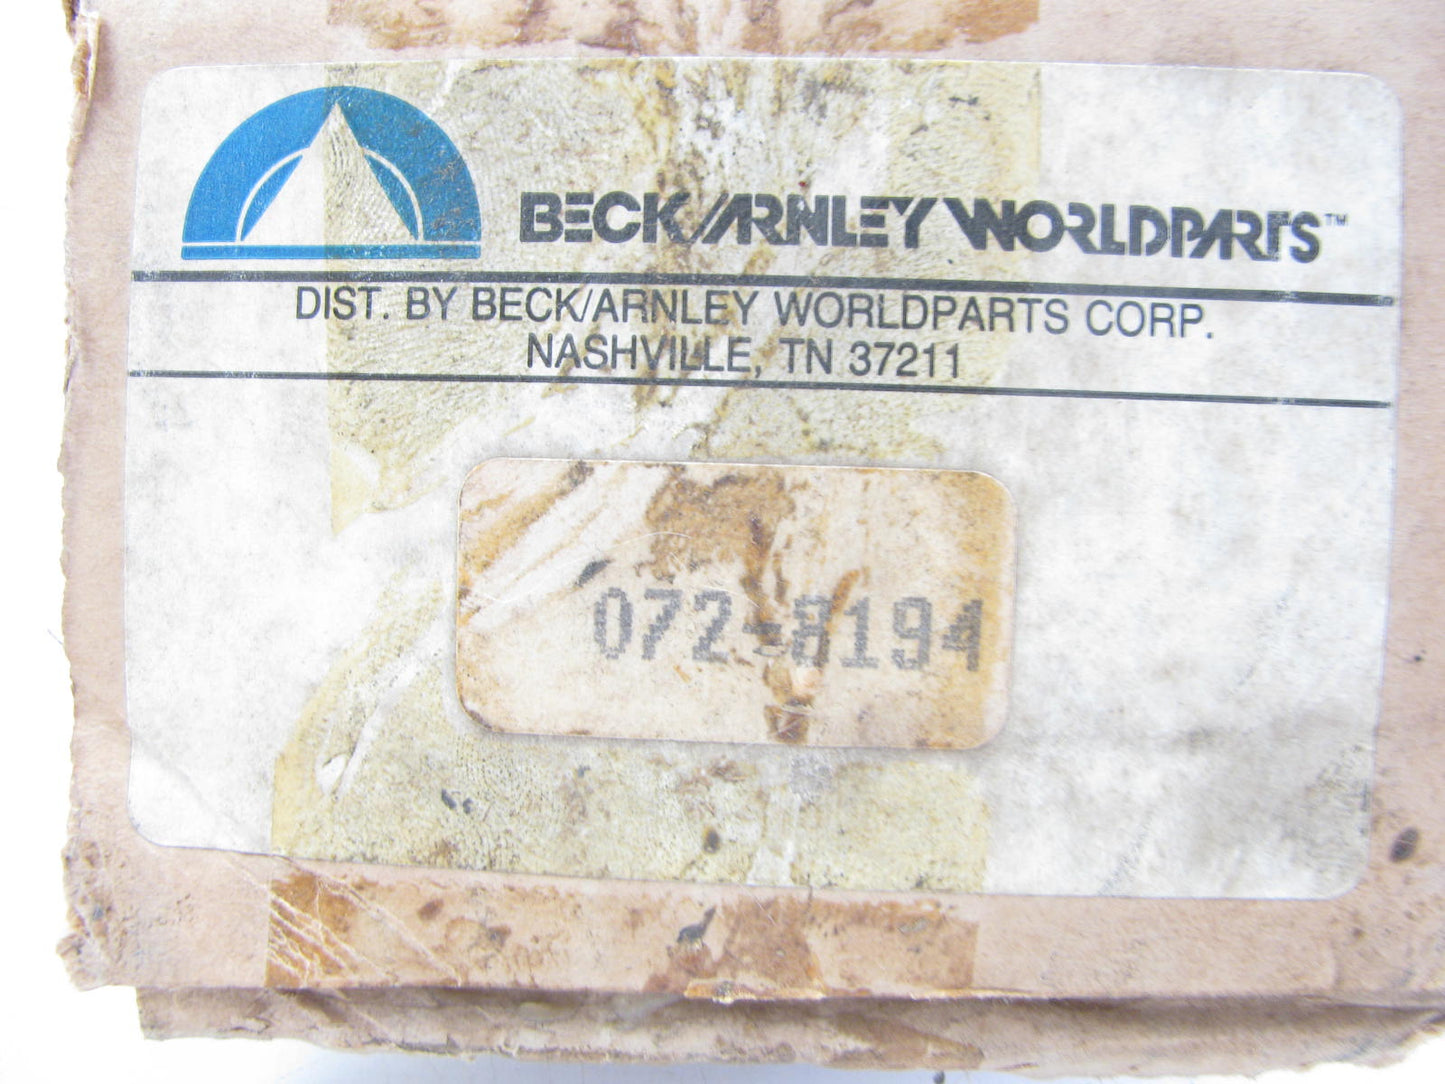 BECK/ARNLEY WORLDPARTS™
DIST. BY BECK/ARNLEY WORLDPARTS CORP.
NASHVILLE, TN 37211
072-8194